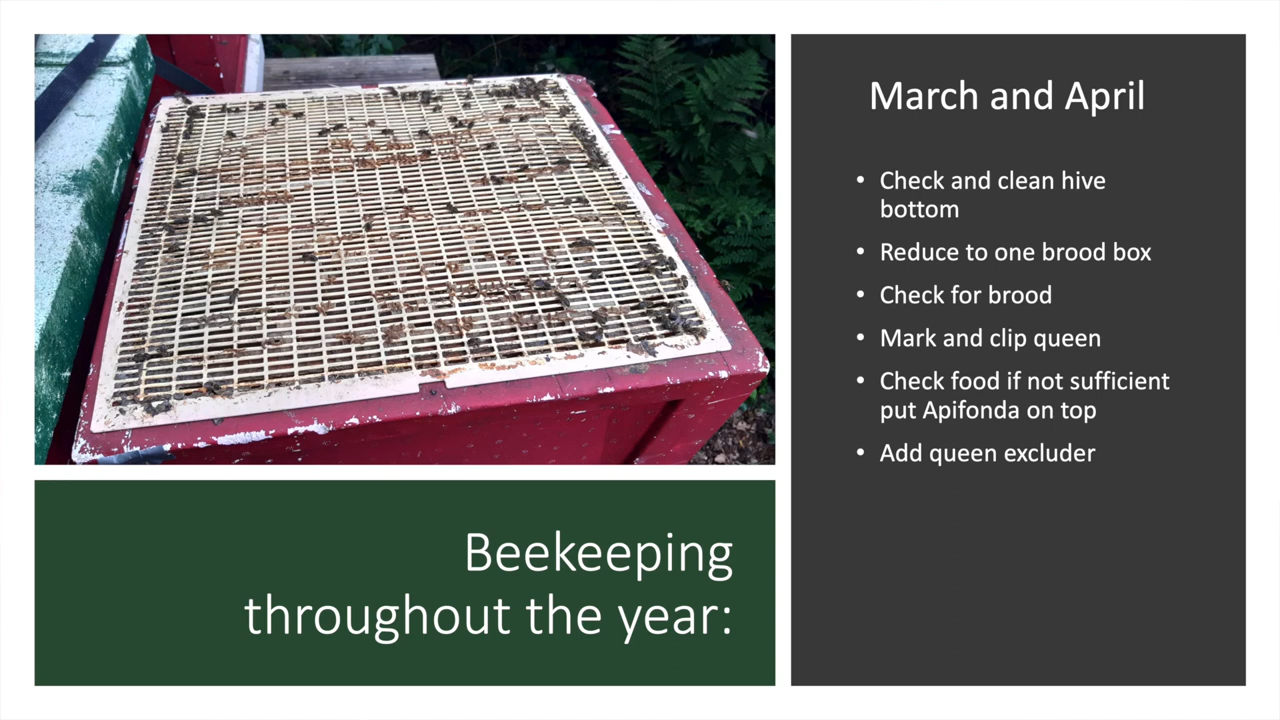 March and April
• Check and clean hive
bottom
• Reduce to one brood box
• Check for brood
• Mark and clip queen
• Check food if not sufficient
put Apifonda on top
• Add queen excluder
Beekeeping
throughout the year: